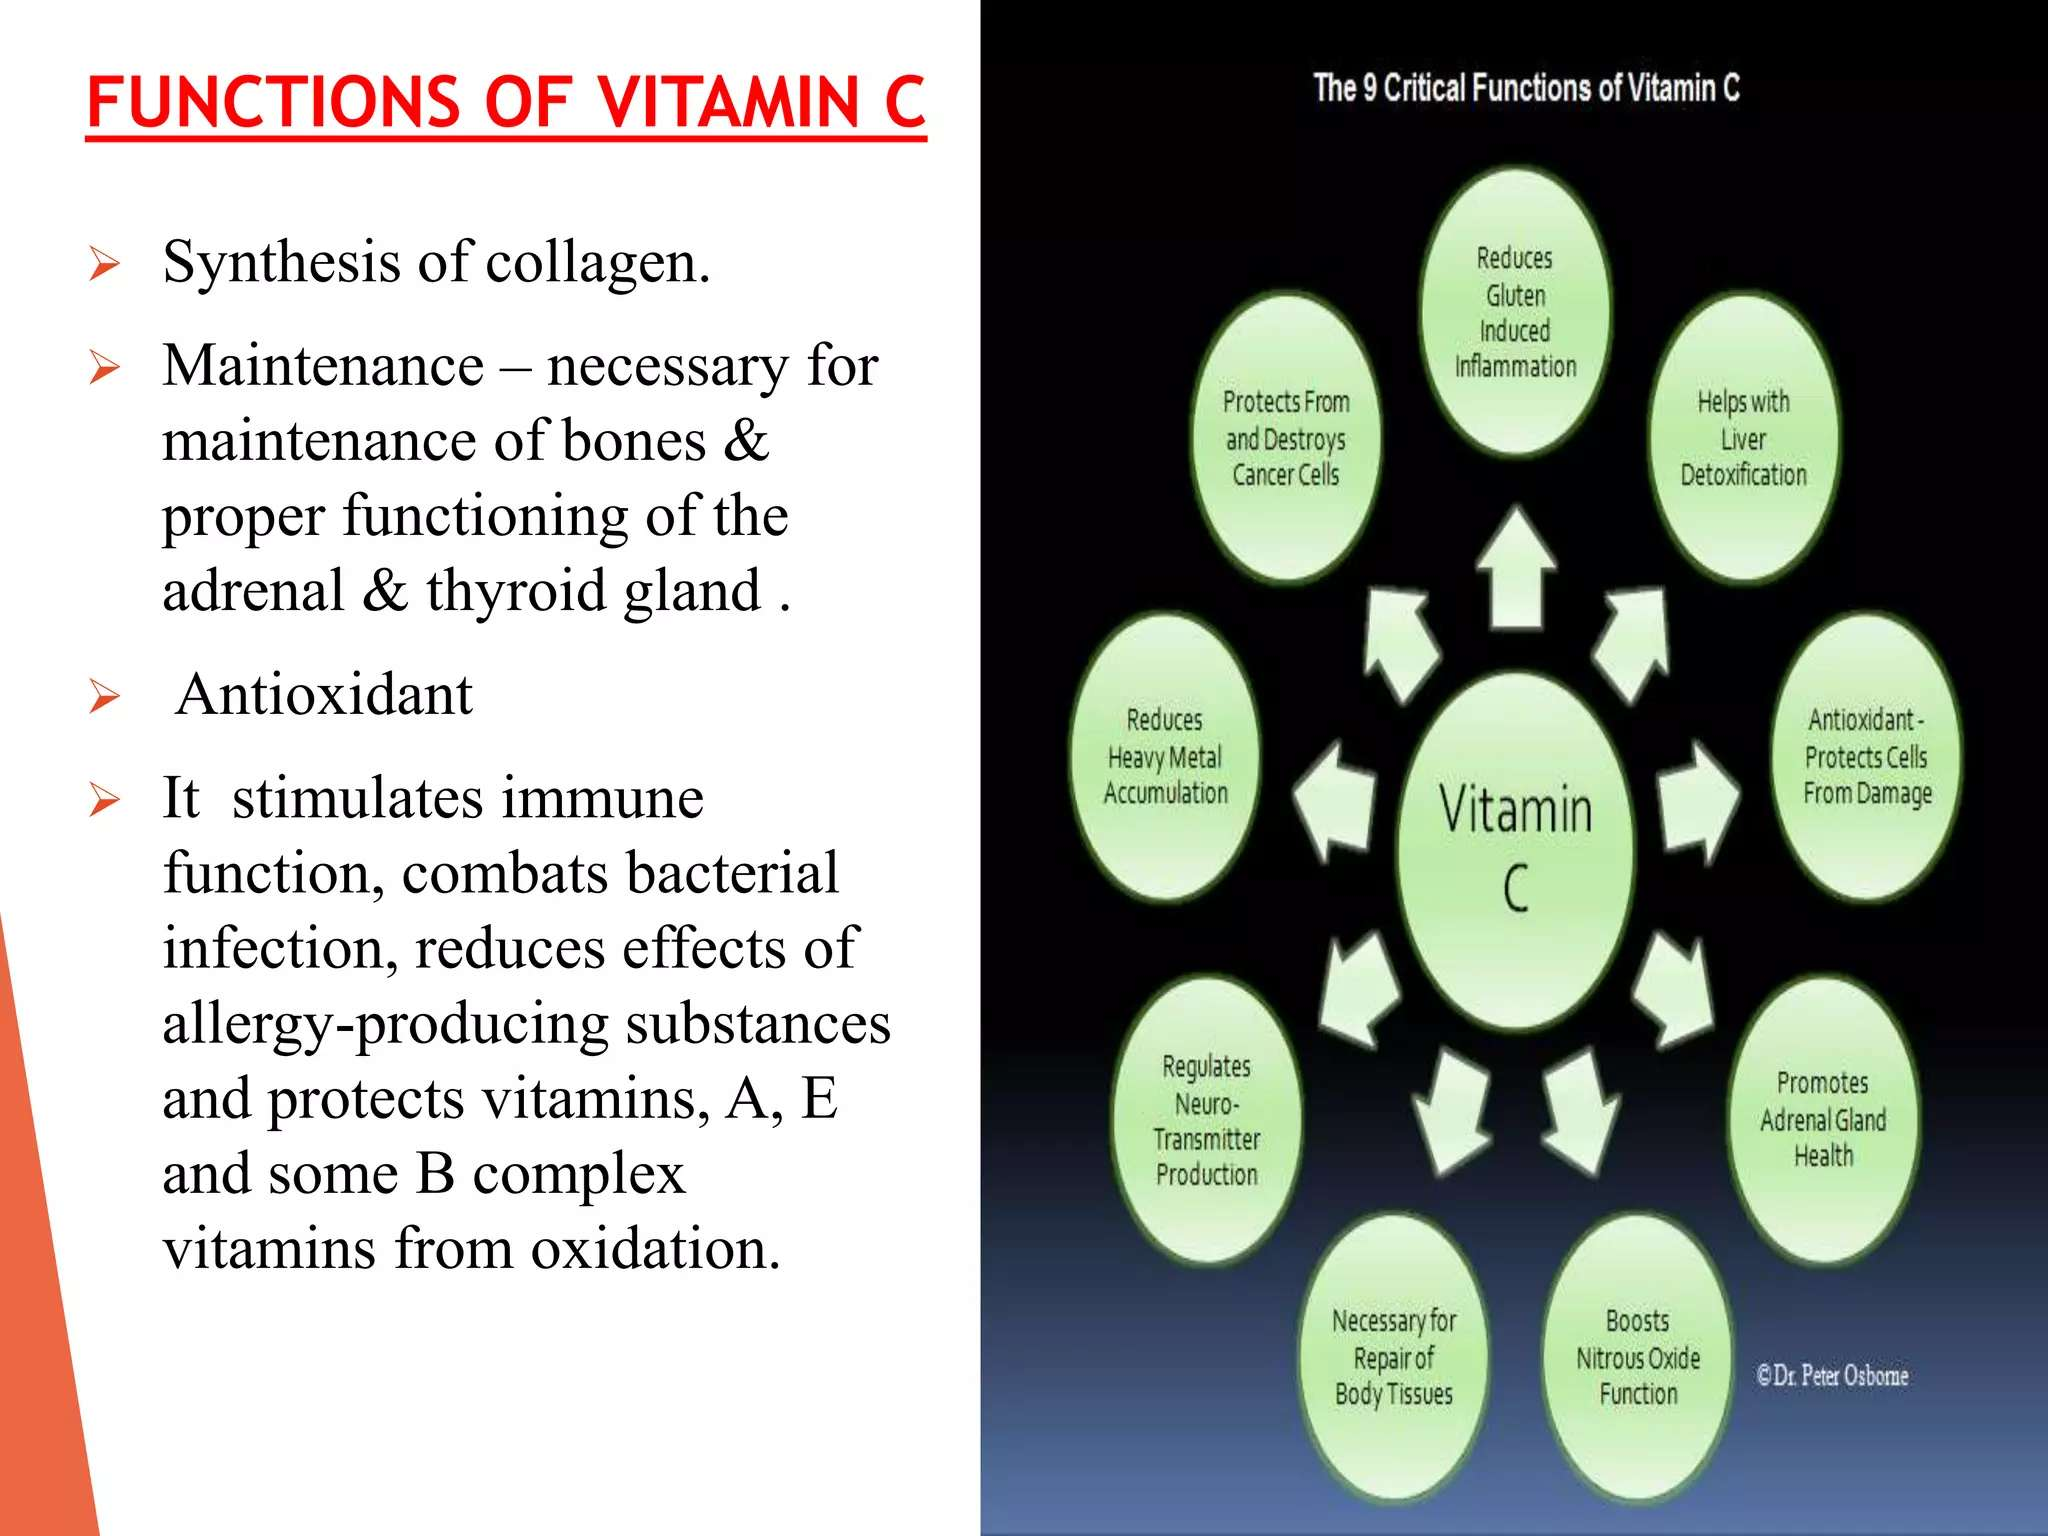 FUNCTIONS OF VITAMIN C
Synthesis of collagen.
Maintenance – necessary for
maintenance of bones &
proper functioning of the
adrenal & thyroid gland .
Antioxidant
It stimulates immune
function, combats bacterial
infection, reduces effects of
allergy-producing substances
and protects vitamins, A, E
and some B complex
vitamins from oxidation.
The 9 Critical Functions of Vitamin C
Reduces
Gluten
Induced
Inflammation
Helps with
Liver
Detoxification
Antioxidant -
Protects Cells
From Damage
Promotes
Adrenal Gland
Health
Boosts
Nitrous Oxide
Function
Necessary for
Repair of
Body Tissues
Regulates
Neuro-
Transmitter
Production
Reduces
Heavy Metal
Accumulation
Protects From
and Destroys
Cancer Cells
Vitamin
C
©Dr. Peter Osborne